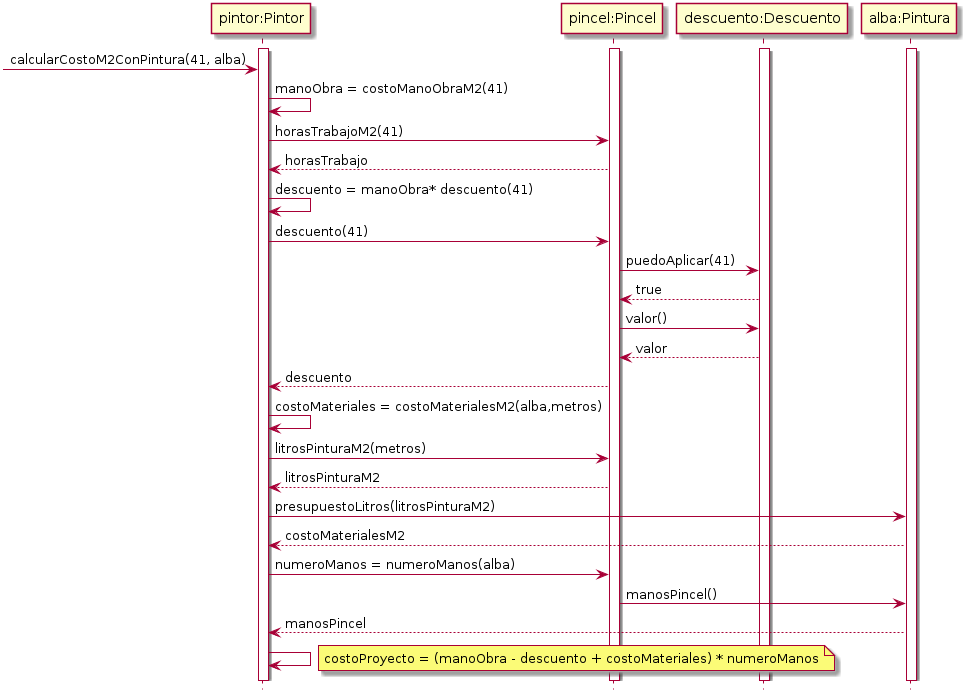 pintor:Pintor
pincel:Pincel
descuento:Descuento
alba:Pintura
calcularCostoM2ConPintura(41, alba)
manoObra = costoManoObraM2(41)
horasTrabajoM2(41)
horasTrabajo
descuento = manoObra* descuento(41)
descuento(41)
puedoAplicar(41)
true
valor()
valor
descuento
costoMateriales = costoMaterialesM2(alba,metros)
litrosPinturaM2(metros)
litrosPinturaM2
presupuestoLitros(litrosPinturaM2)
costoMaterialesM2
numeroManos = numeroManos(alba)
manosPincel()
manosPincel
costoProyecto = (manoObra - descuento + costoMateriales) * numeroManos